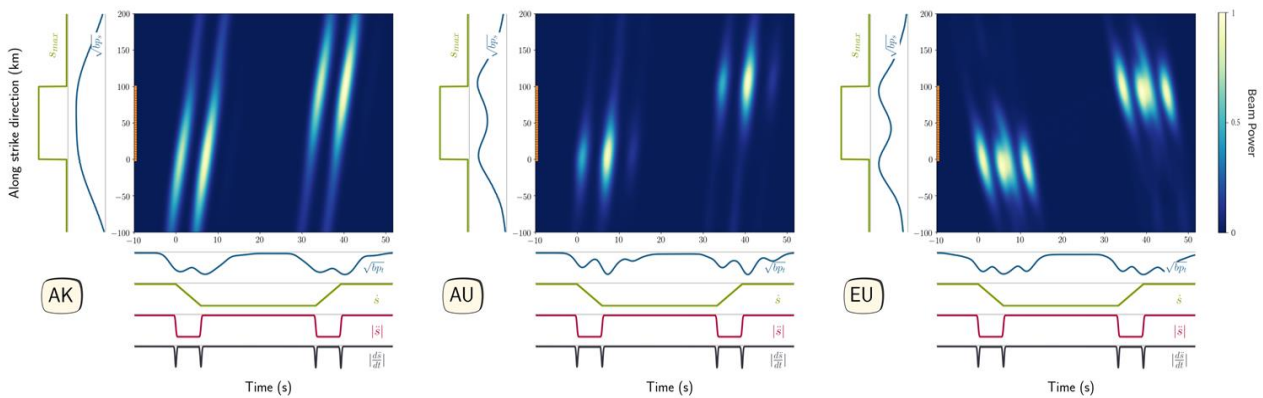 Along strike direction (km)
s_max
√bp_s
200
150
100
50
0
−50
−100
−10
0
10
20
30
40
50
√bp_t
ṡ
|s̈|
|ds̈/dt|
AK
Time (s)
s_max
√bp_s
200
150
100
50
0
−50
−100
−10
0
10
20
30
40
50
√bp_t
ṡ
|s̈|
|ds̈/dt|
AU
Time (s)
s_max
√bp_s
200
150
100
50
0
−50
−100
−10
0
10
20
30
40
50
√bp_t
ṡ
|s̈|
|ds̈/dt|
EU
Time (s)
1
0.5
0
Beam Power